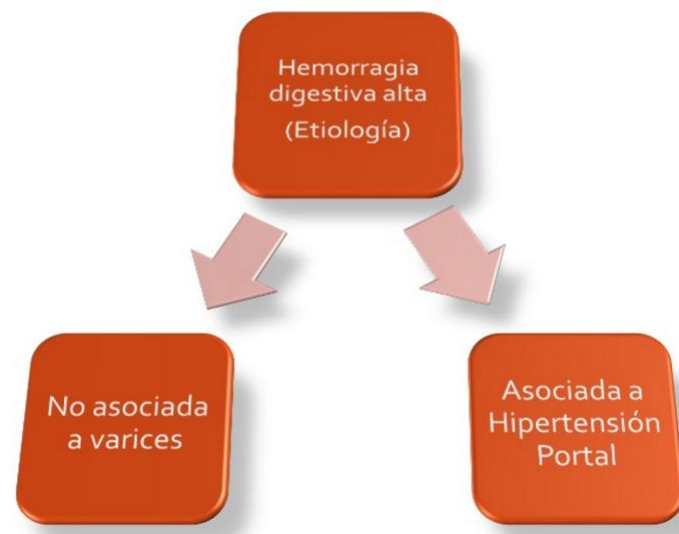 Hemorragia
digestiva alta
(Etiología)
No asociada
a varices
Asociada a
Hipertensión
Portal